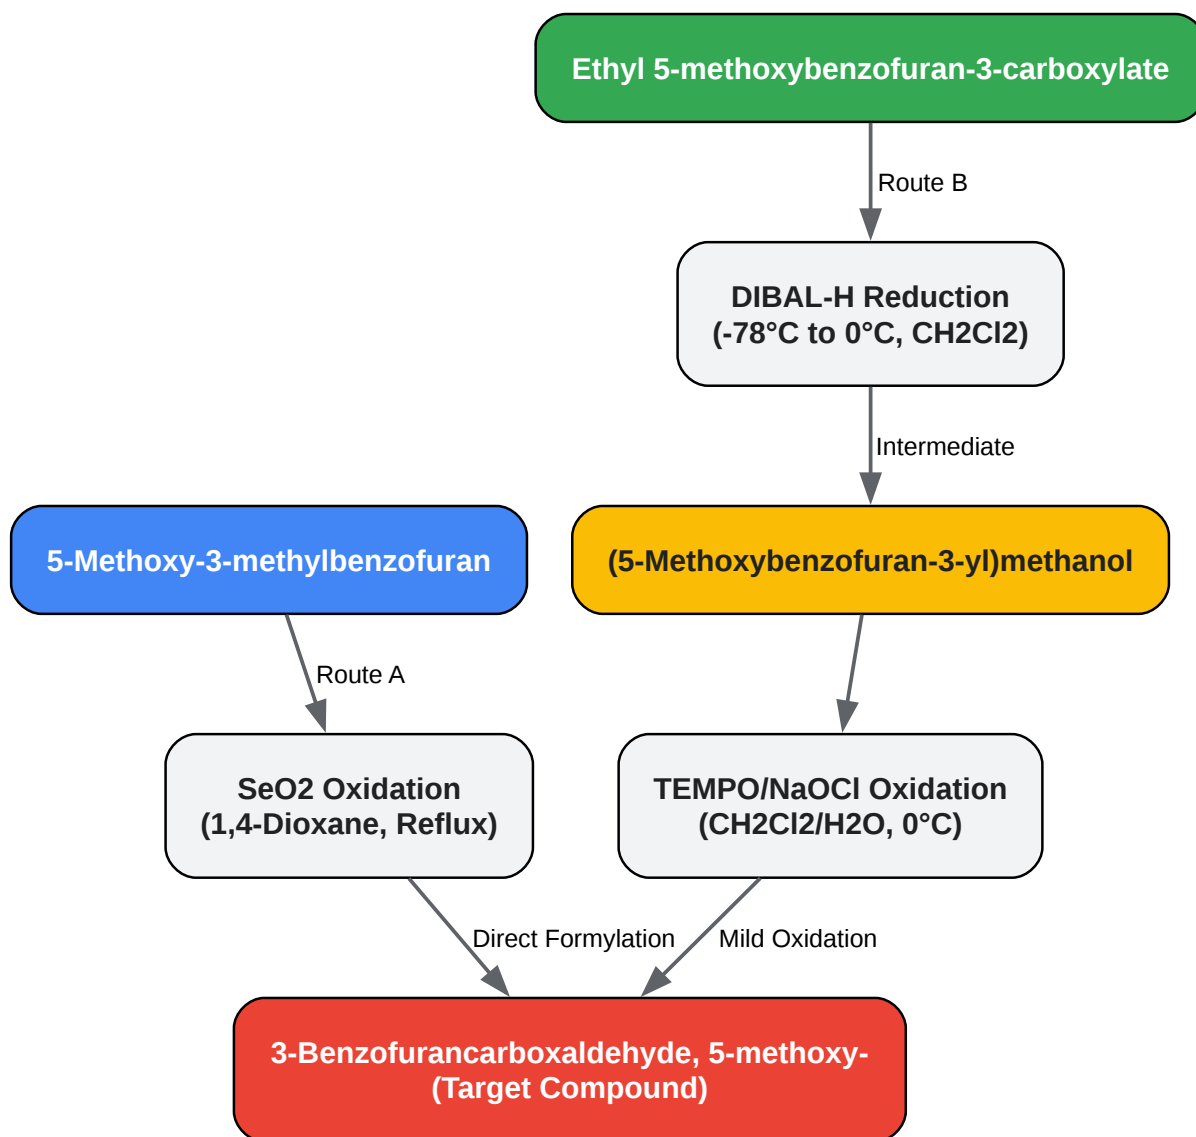 Ethyl 5-methoxybenzofuran-3-carboxylate
Route B
DIBAL-H Reduction
(-78°C to 0°C, CH2Cl2)
Intermediate
5-Methoxy-3-methylbenzofuran
(5-Methoxybenzofuran-3-yl)methanol
Route A
SeO2 Oxidation
(1,4-Dioxane, Reflux)
TEMPO/NaOCl Oxidation
(CH2Cl2/H2O, 0°C)
Direct Formylation
Mild Oxidation
3-Benzofurancarboxaldehyde, 5-methoxy-
(Target Compound)